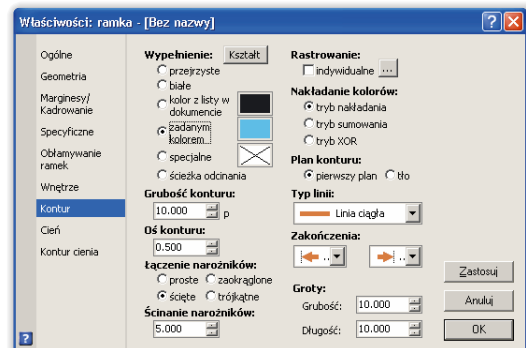 Właściwości: ramka - [Bez nazwy]
Ogólne
Geometria
Marginesy/
Kadrowanie
Specyficzne
Obłamywanie
ramek
Wnętrze
Kontur
Cień
Kontur cienia
Wypełnienie:
Kształt
przejrzyste
białe
kolor z listy w
dokumencie
zadanym
kolorem
specjalne
ścieżka odcinania
Grubość konturu:
10.000 p
Oś konturu:
0.500
Łączenie narożników:
proste zaokrąglone
ścięte trójkątne
Ścinanie narożników:
5.000
Rastrowanie:
indywidualne ...
Nakładanie kolorów:
tryb nakładania
tryb sumowania
tryb XOR
Plan konturu:
pierwszy plan tło
Typ linii:
Linia ciągła
Zakończenia:
.. ..
Groty:
Grubość: 10.000
Długość: 10.000
Zastosuj
Anuluj
OK